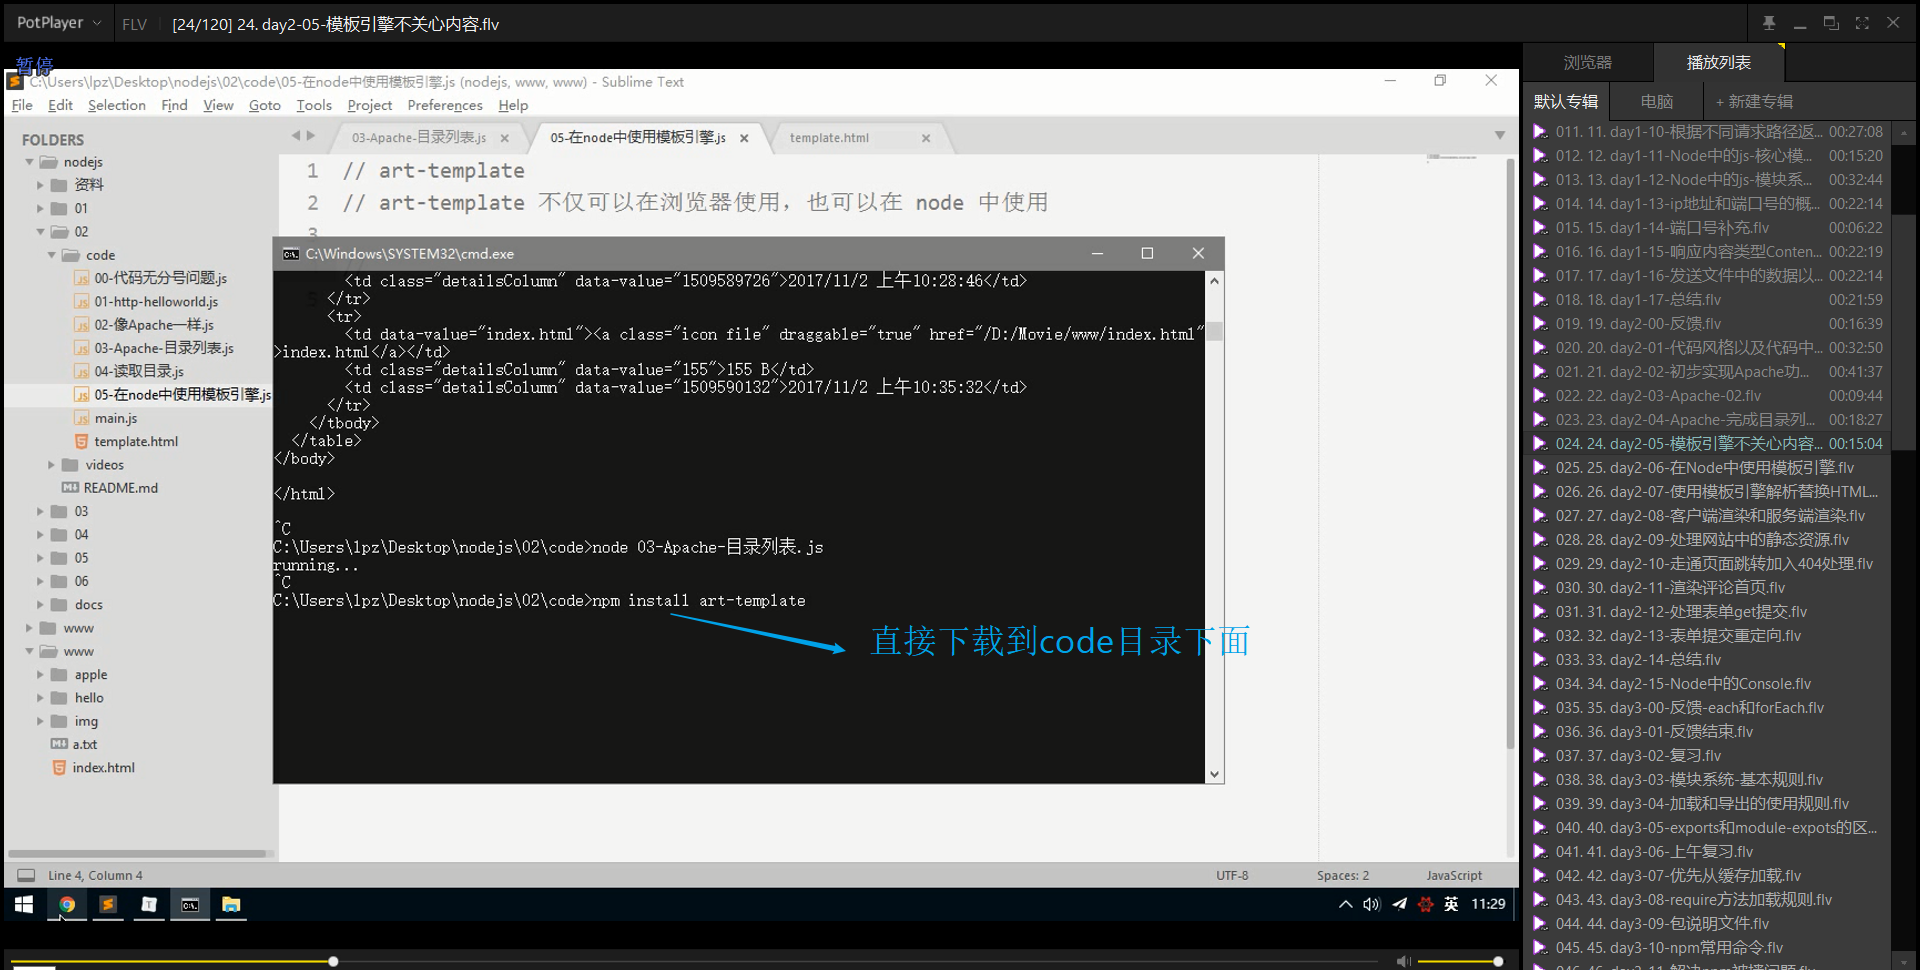 PotPlayer
FLV
[24/120] 24. day2-05-模板引擎不关心内容.flv
暂停
C:\Users\lpz\Desktop\nodejs\02\code\05-在node中使用模板引擎.js (nodejs, www, www) - Sublime Text
File Edit Selection Find View Goto Tools Project Preferences Help
FOLDERS
nodejs
资料
01
02
code
00-代码无分号问题.js
01-http-helloworld.js
02-像Apache一样.js
03-Apache-目录列表.js
04-读取目录.js
05-在node中使用模板引擎.js
main.js
template.html
videos
README.md
03
04
05
06
docs
www
www
apple
hello
img
a.txt
index.html
03-Apache-目录列表.js
05-在node中使用模板引擎.js
template.html
1 // art-template
2 // art-template 不仅可以在浏览器使用，也可以在 node 中使用
3
C:\Windows\SYSTEM32\cmd.exe
<td class="detailsColumn" data-value="1509589726">2017/11/2 上午10:28:46</td>
</tr>
<tr>
<td data-value="index.html"><a class="icon file" draggable="true" href="/D:/Movie/www/index.html"
>index.html</a></td>
<td class="detailsColumn" data-value="155">155 B</td>
<td class="detailsColumn" data-value="1509590132">2017/11/2 上午10:35:32</td>
</tr>
</tbody>
</table>
</body>
</html>
^C
C:\Users\lpz\Desktop\nodejs\02\code>node 03-Apache-目录列表.js
running...
^C
C:\Users\lpz\Desktop\nodejs\02\code>npm install art-template
直接下载到code目录下面
Line 4, Column 4
UTF-8
Spaces: 2
JavaScript
英
11:29
浏览器
播放列表
默认专辑
电脑
+ 新建专辑
011. 11. day1-10-根据不同请求路径返... 00:27:08
012. 12. day1-11-Node中的js-核心模... 00:15:20
013. 13. day1-12-Node中的js-模块系... 00:32:44
014. 14. day1-13-ip地址和端口号的概... 00:22:14
015. 15. day1-14-端口号补充.flv 00:06:22
016. 16. day1-15-响应内容类型Conten... 00:22:19
017. 17. day1-16-发送文件中的数据以... 00:22:14
018. 18. day1-17-总结.flv 00:21:59
019. 19. day2-00-反馈.flv 00:16:39
020. 20. day2-01-代码风格以及代码中... 00:32:50
021. 21. day2-02-初步实现Apache功... 00:41:37
022. 22. day2-03-Apache-02.flv 00:09:44
023. 23. day2-04-Apache-完成目录列... 00:18:27
024. 24. day2-05-模板引擎不关心内容... 00:15:04
025. 25. day2-06-在Node中使用模板引擎.flv
026. 26. day2-07-使用模板引擎解析替换HTML...
027. 27. day2-08-客户端渲染和服务端渲染.flv
028. 28. day2-09-处理网站中的静态资源.flv
029. 29. day2-10-走通页面跳转加入404处理.flv
030. 30. day2-11-渲染评论首页.flv
031. 31. day2-12-处理表单get提交.flv
032. 32. day2-13-表单提交重定向.flv
033. 33. day2-14-总结.flv
034. 34. day2-15-Node中的Console.flv
035. 35. day3-00-反馈-each和forEach.flv
036. 36. day3-01-反馈结束.flv
037. 37. day3-02-复习.flv
038. 38. day3-03-模块系统-基本规则.flv
039. 39. day3-04-加载和导出的使用规则.flv
040. 40. day3-05-exports和module-expots的区...
041. 41. day3-06-上午复习.flv
042. 42. day3-07-优先从缓存加载.flv
043. 43. day3-08-require方法加载规则.flv
044. 44. day3-09-包说明文件.flv
045. 45. day3-10-npm常用命令.flv